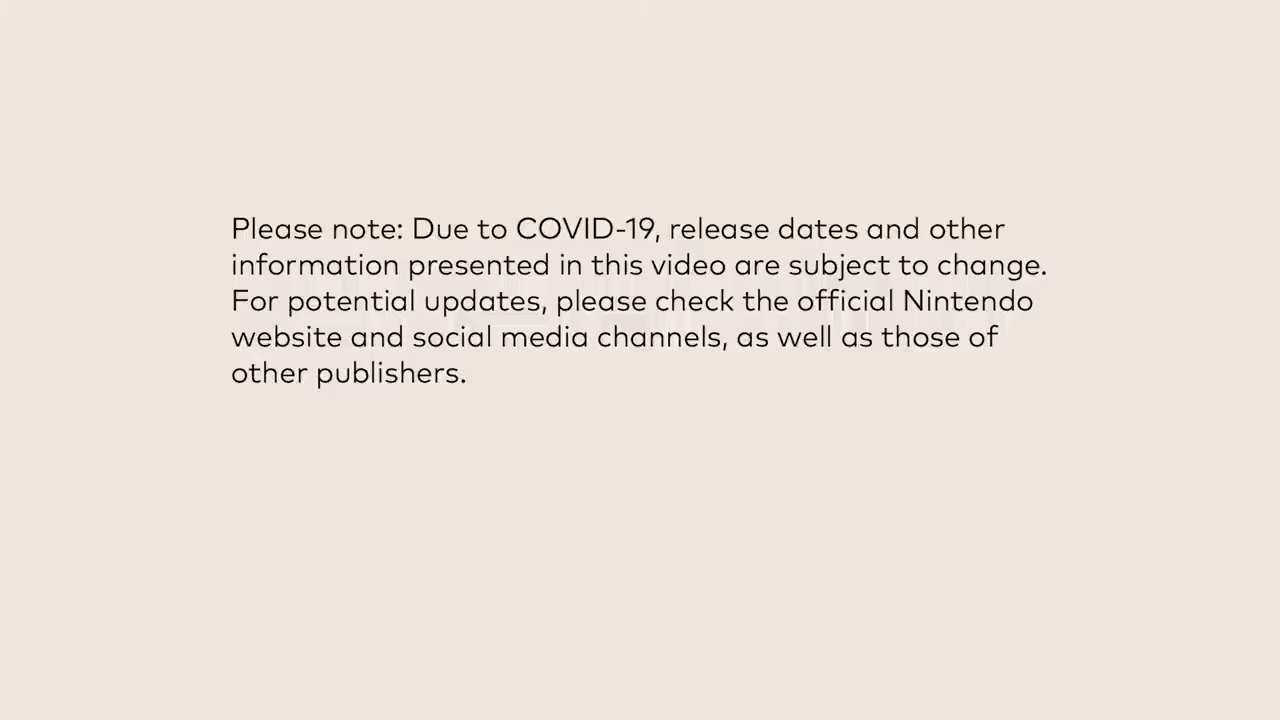 Please note: Due to COVID-19, release dates and other
information presented in this video are subject to change.
For potential updates, please check the official Nintendo
website and social media channels, as well as those of
other publishers.